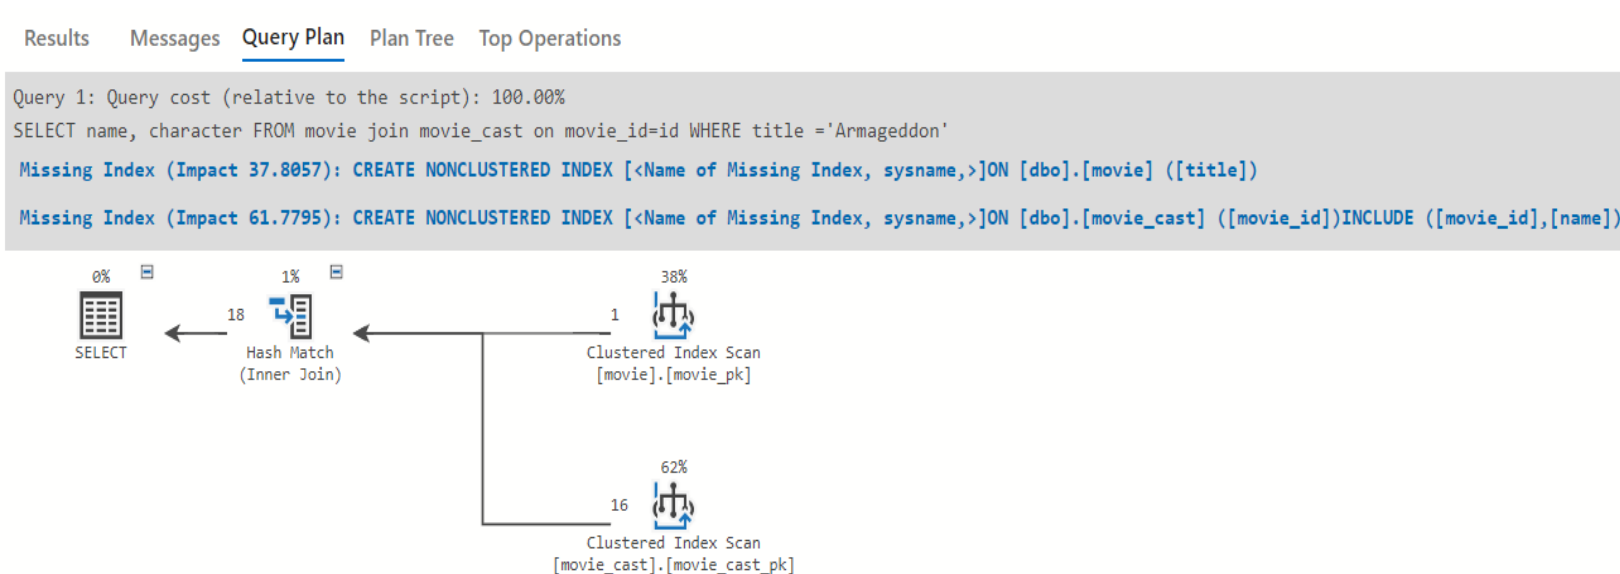 Results Messages Query Plan Plan Tree Top Operations
Query 1: Query cost (relative to the script): 100.00%
SELECT name, character FROM movie join movie_cast on movie_id=id WHERE title ='Armageddon'
Missing Index (Impact 37.8057): CREATE NONCLUSTERED INDEX [<Name of Missing Index, sysname,>]ON [dbo].[movie] ([title])
Missing Index (Impact 61.7795): CREATE NONCLUSTERED INDEX [<Name of Missing Index, sysname,>]ON [dbo].[movie_cast] ([movie_id])INCLUDE ([movie_id],[name])
0%
SELECT
18
1%
Hash Match
(Inner Join)
1
38%
Clustered Index Scan
[movie].[movie_pk]
16
62%
Clustered Index Scan
[movie_cast].[movie_cast_pk]